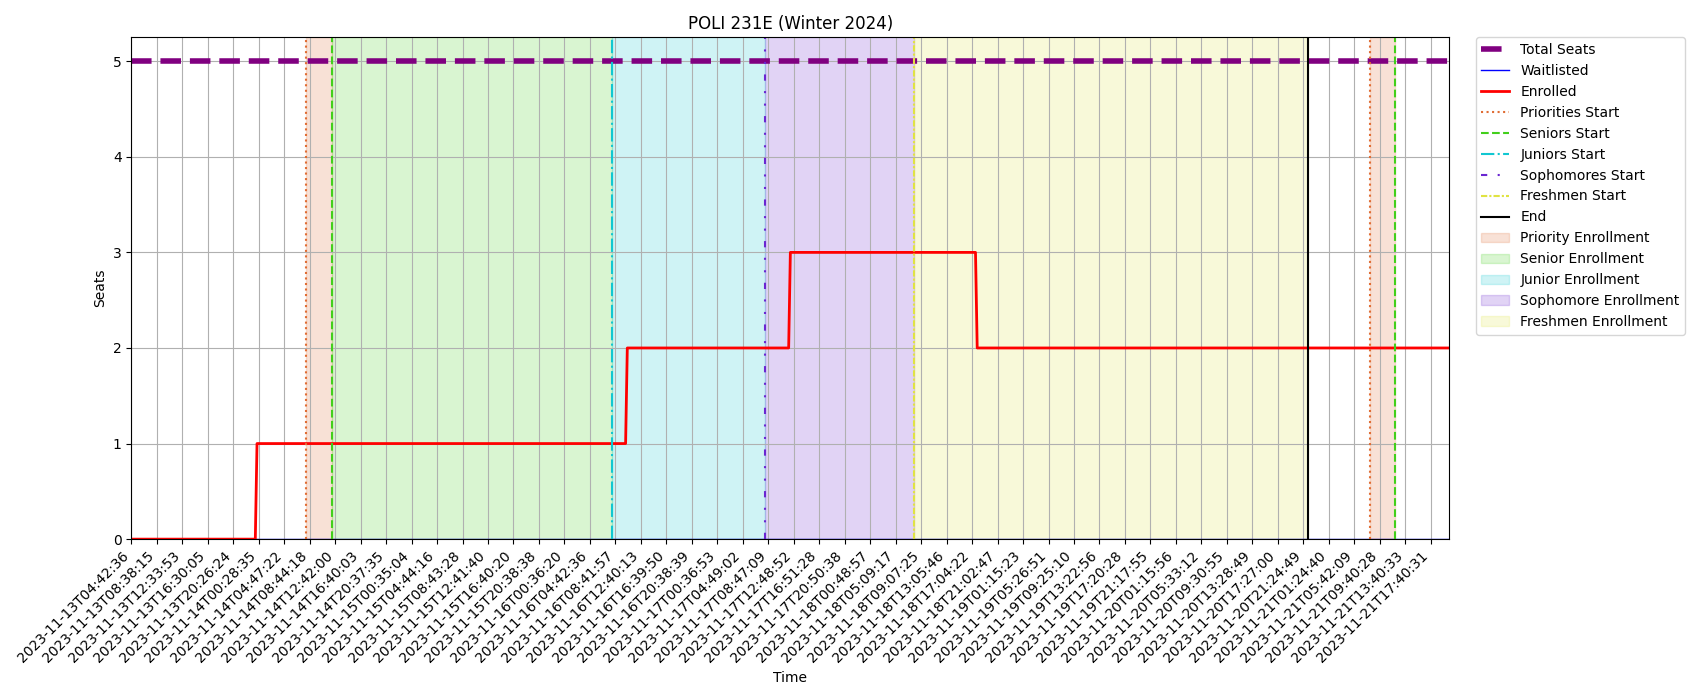 POLI 231E (Winter 2024)
5
4
3
2
1
0
Seats
2023-11-13T04:42:36
2023-11-13T08:38:15
2023-11-13T12:33:53
2023-11-13T16:30:05
2023-11-13T20:26:24
2023-11-14T00:28:35
2023-11-14T04:47:22
2023-11-14T08:44:18
2023-11-14T12:42:00
2023-11-14T16:40:03
2023-11-14T20:37:35
2023-11-15T00:35:04
2023-11-15T04:44:16
2023-11-15T08:43:28
2023-11-15T12:41:40
2023-11-15T16:40:20
2023-11-15T20:38:38
2023-11-16T00:36:20
2023-11-16T04:42:36
2023-11-16T08:41:57
2023-11-16T12:40:13
2023-11-16T16:39:50
2023-11-16T20:38:39
2023-11-17T00:36:53
2023-11-17T04:49:02
2023-11-17T08:47:09
2023-11-17T12:48:52
2023-11-17T16:51:28
2023-11-17T20:50:38
2023-11-18T00:48:57
2023-11-18T05:09:17
2023-11-18T09:07:23
2023-11-18T13:05:46
2023-11-18T17:04:22
2023-11-18T21:02:47
2023-11-19T01:15:23
2023-11-19T05:26:51
2023-11-19T09:25:10
2023-11-19T13:22:56
2023-11-19T17:20:28
2023-11-19T21:17:55
2023-11-20T01:15:56
2023-11-20T05:33:12
2023-11-20T09:30:55
2023-11-20T13:28:49
2023-11-20T17:27:00
2023-11-20T21:24:49
2023-11-21T01:24:40
2023-11-21T05:42:09
2023-11-21T09:40:28
2023-11-21T13:40:33
2023-11-21T17:40:31
Time
Total Seats
Waitlisted
Enrolled
Priorities Start
Seniors Start
Juniors Start
Sophomores Start
Freshmen Start
End
Priority Enrollment
Senior Enrollment
Junior Enrollment
Sophomore Enrollment
Freshmen Enrollment